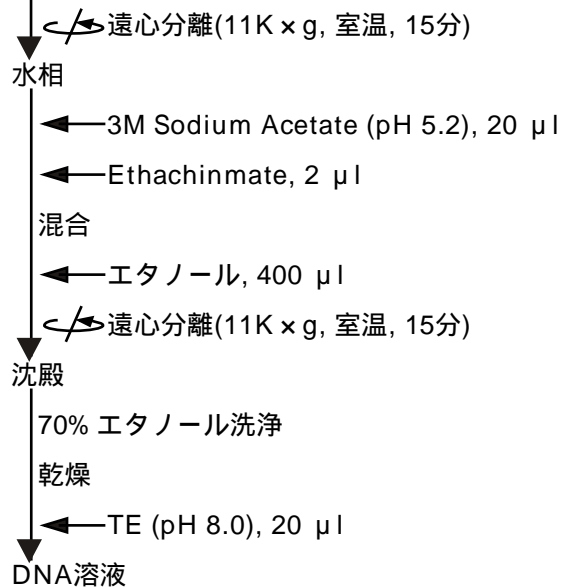 遠心分離(11K × g, 室温, 15分)
水相
3M Sodium Acetate (pH 5.2), 20 μl
Ethachinmate, 2 μl
混合
エタノール, 400 μl
遠心分離(11K × g, 室温, 15分)
沈殿
70% エタノール洗浄
乾燥
TE (pH 8.0), 20 μl
DNA溶液